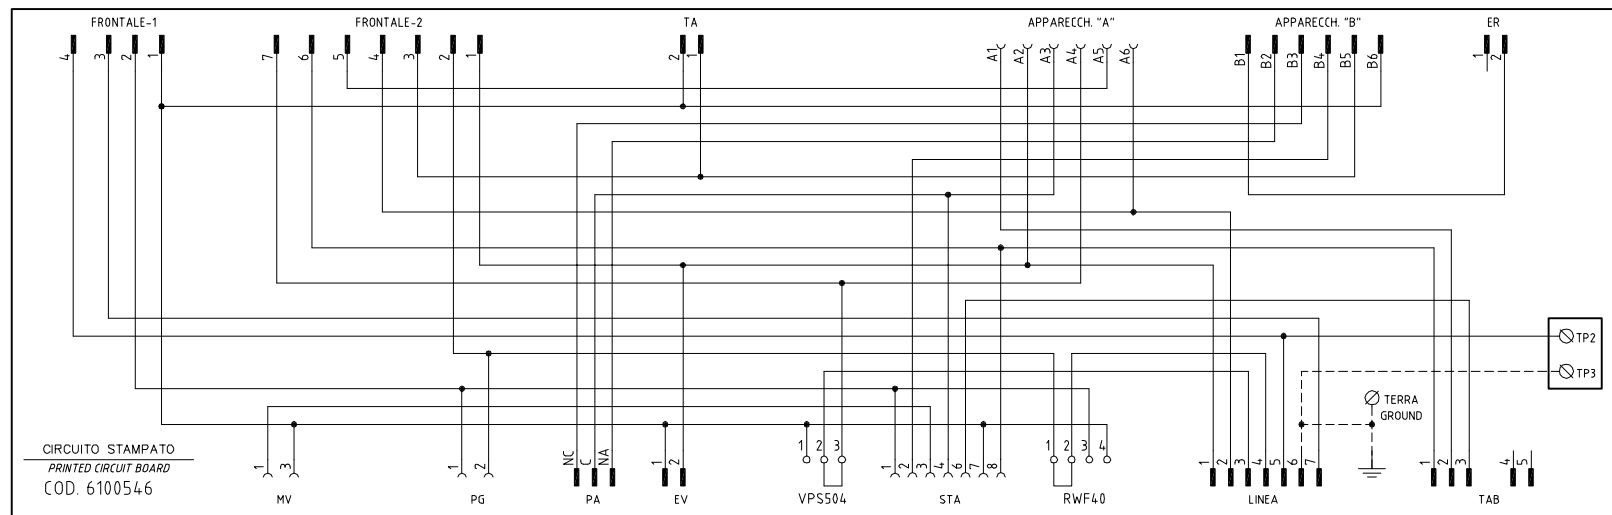 FRONTALE-1 FRONTALE-2 TA APPARECCH. "A" APPARECCH. "B" ER
4 3 2 1 7 6 5 4 3 2 1 2 1 A1 A2 A3 A4 A5 A6 B1 B2 B3 B4 B5 B6 1 2
TP2
TP3
TERRA
GROUND
CIRCUITO STAMPATO
PRINTED CIRCUIT BOARD
COD. 6100546
1 3 1 2 NC C NA 1 2 1 2 3 1 2 3 4 6 7 8 1 2 3 4 1 2 3 4 5 6 7 1 2 3 4 5
MV PG PA EV VPS504 STA RWF40 LINEA TAB